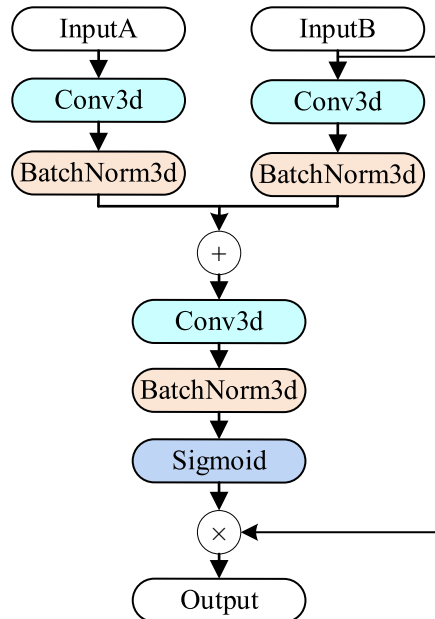 InputA
InputB
Conv3d
Conv3d
BatchNorm3d
BatchNorm3d
+
Conv3d
BatchNorm3d
Sigmoid
×
Output